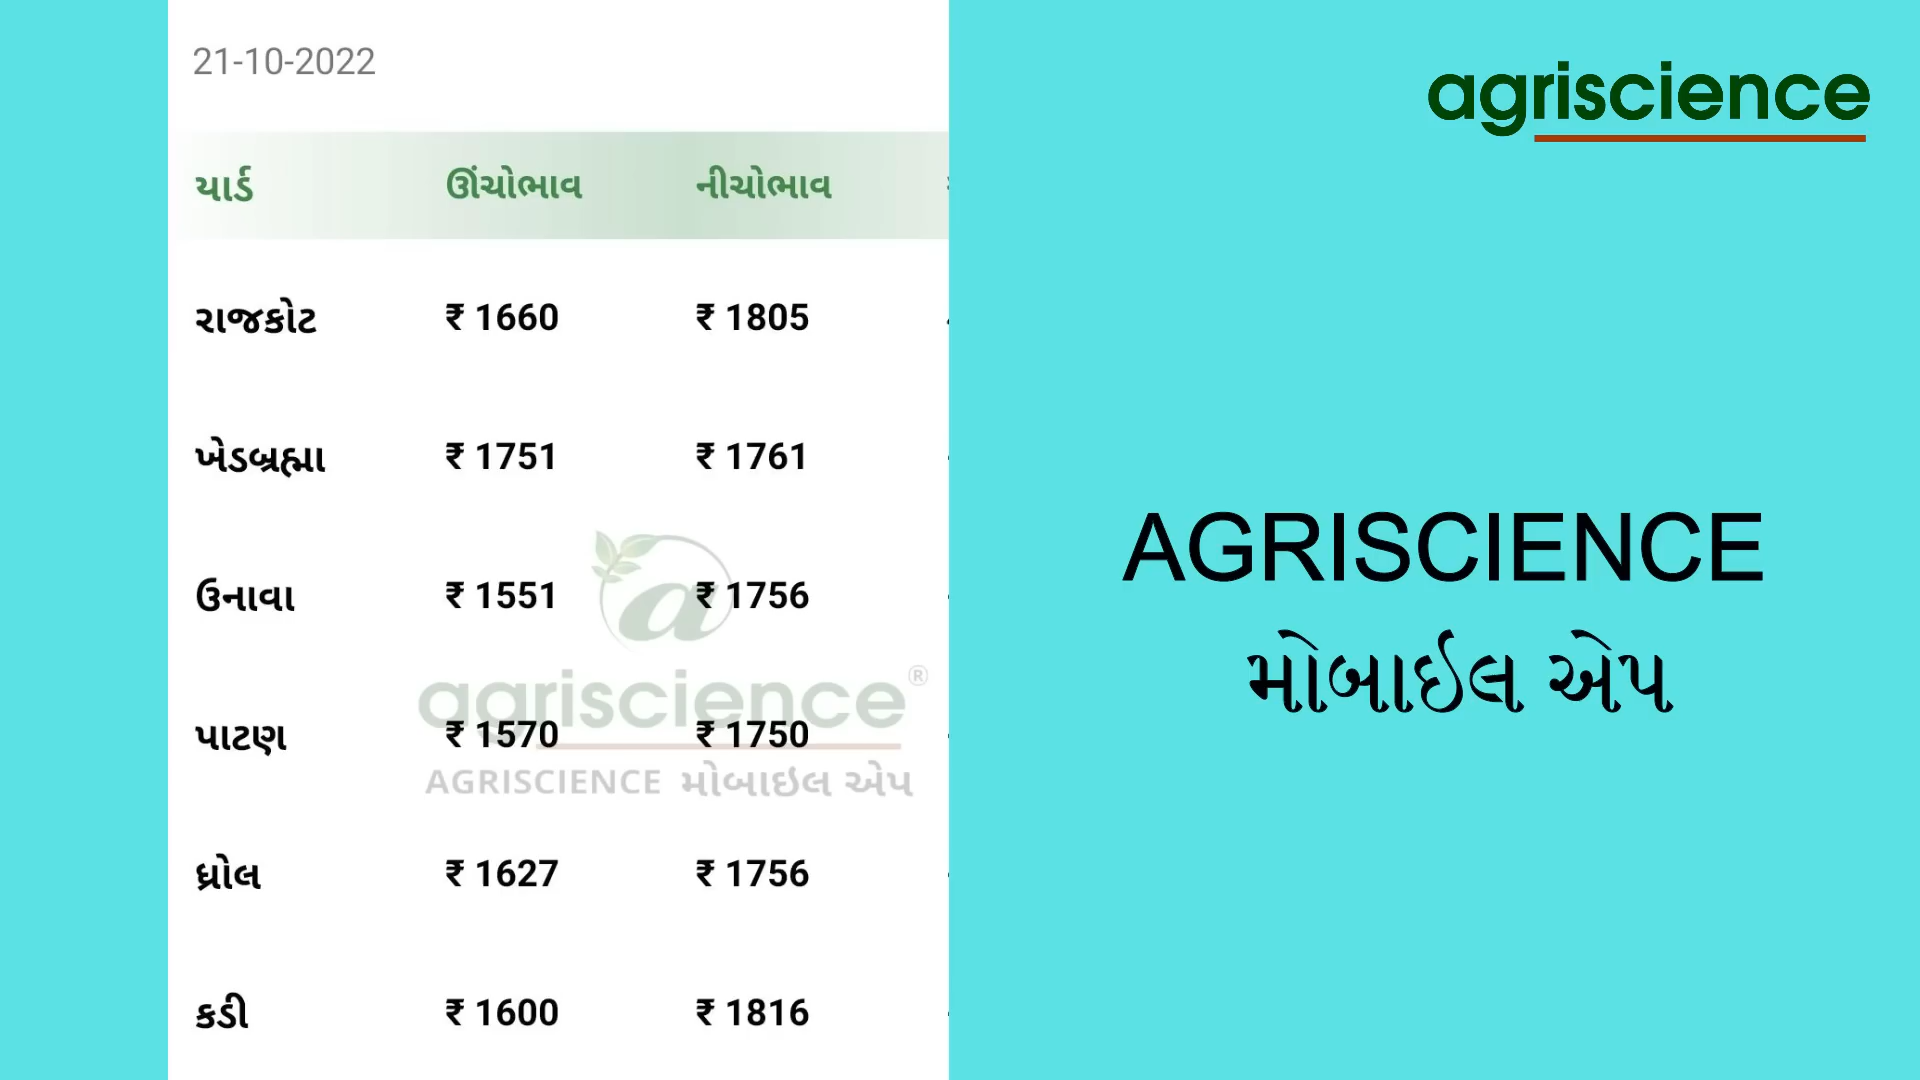 21-10-2022
યાર્ડ ઊંચોભાવ નીચોભાવ
રાજકોટ ₹ 1660 ₹ 1805
ખેડબ્રહ્મા ₹ 1751 ₹ 1761
ઉનાવા ₹ 1551 ₹ 1756
પાટણ ₹ 1570 ₹ 1750
ધ્રોલ ₹ 1627 ₹ 1756
કડી ₹ 1600 ₹ 1816
agriscience®
AGRISCIENCE મોબાઇલ એપ
agriscience
AGRISCIENCE
મોબાઈલ એપ